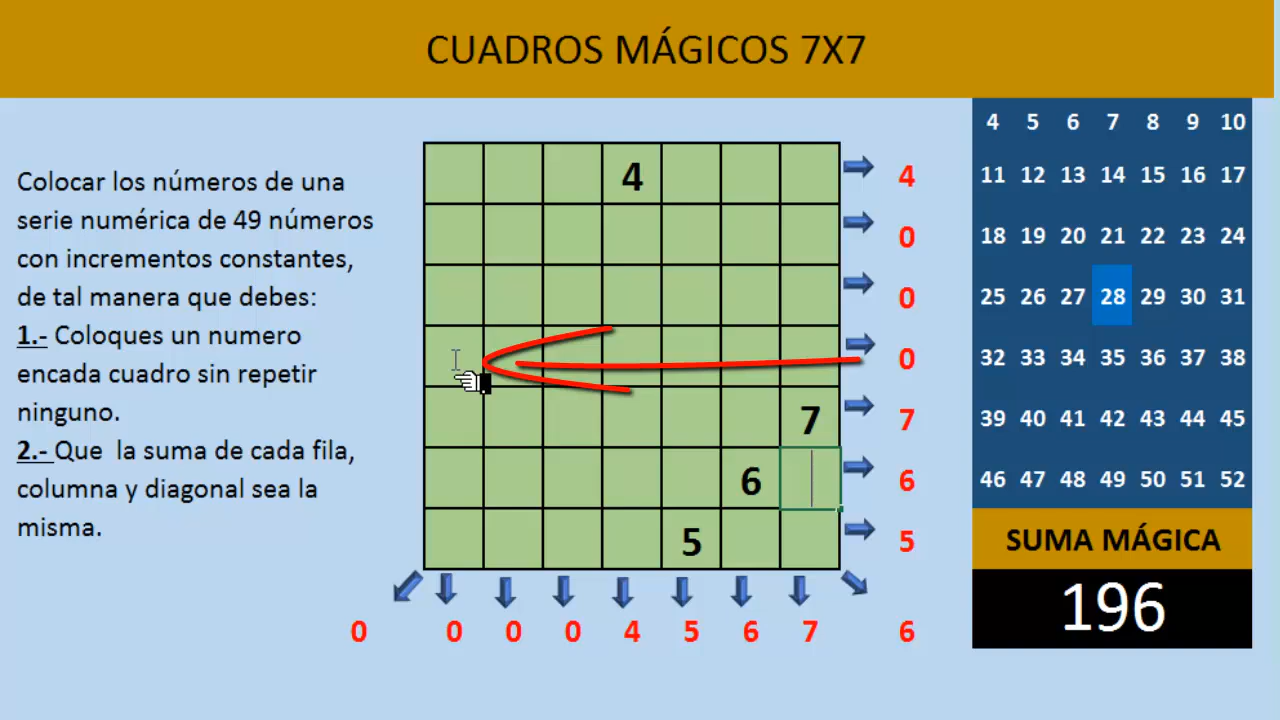 CUADROS MÁGICOS 7X7
Colocar los números de una
serie numérica de 49 números
con incrementos constantes,
de tal manera que debes:
1.- Coloques un numero
encada cuadro sin repetir
ninguno.
2.- Que la suma de cada fila,
columna y diagonal sea la
misma.
4 4
0
0
0
7 7
6 6
5 5
0 0 0 0 4 5 6 7 6
4 5 6 7 8 9 10
11 12 13 14 15 16 17
18 19 20 21 22 23 24
25 26 27 28 29 30 31
32 33 34 35 36 37 38
39 40 41 42 43 44 45
46 47 48 49 50 51 52
SUMA MÁGICA
196